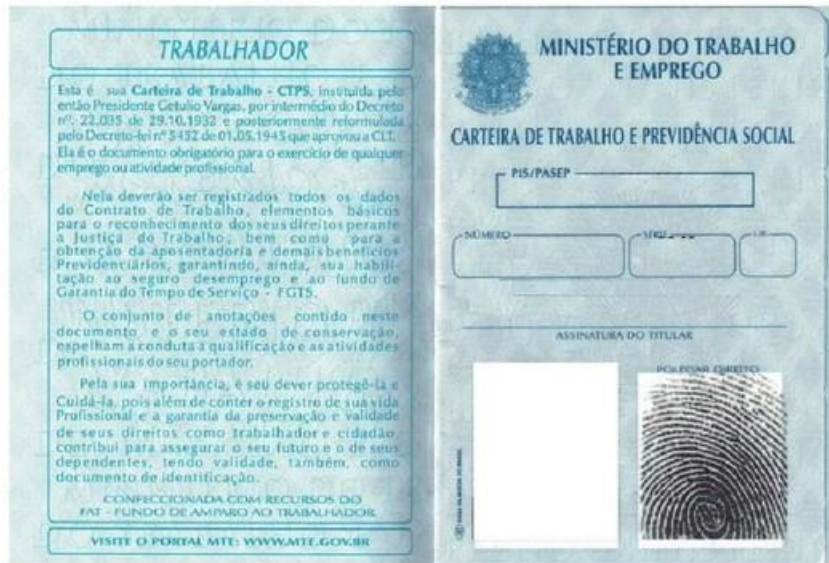 TRABALHADOR
Esta é sua Carteira de Trabalho - CTPS, instituída pelo
então Presidente Getulio Vargas, por intermédio do Decreto
nº. 22.035 de 29.10.1932 e posteriormente reformulada
pelo Decreto-lei nº 5452 de 01.05.1943 que aprovou a CLT.
Ela é o documento obrigatório para o exercício de qualquer
emprego ou atividade profissional.
Nela deverão ser registrados todos os dados
do Contrato de Trabalho, elementos básicos
para o reconhecimento dos seus direitos perante
a Justiça do Trabalho, bem como para a
obtenção da aposentadoria e demais benefícios
Previdenciários, garantindo, ainda, sua habili-
tação ao seguro desemprego e ao fundo de
Garantia do Tempo de Serviço - FGTS.
O conjunto de anotações contido neste
documento e o seu estado de conservação,
espelham a conduta a qualificação e as atividades
profissionais do seu portador.
Pela sua importância, é seu dever protegê-la e
Cuidá-la, pois além de conter o registro de sua vida
Profissional e a garantia da preservação e validade
de seus direitos como trabalhador e cidadão,
contribui para assegurar o seu futuro e o de seus
dependentes, tendo validade, também, como
documento de identificação.
CONFECCIONADA COM RECURSOS DO
FAT - FUNDO DE AMPARO AO TRABALHADOR
VISITE O PORTAL MTE: WWW.MTE.GOV.BR
MINISTÉRIO DO TRABALHO
E EMPREGO
CARTEIRA DE TRABALHO E PREVIDÊNCIA SOCIAL
PIS/PASEP
NÚMERO
SÉRIE
UF
ASSINATURA DO TITULAR
POLEGAR DIREITO